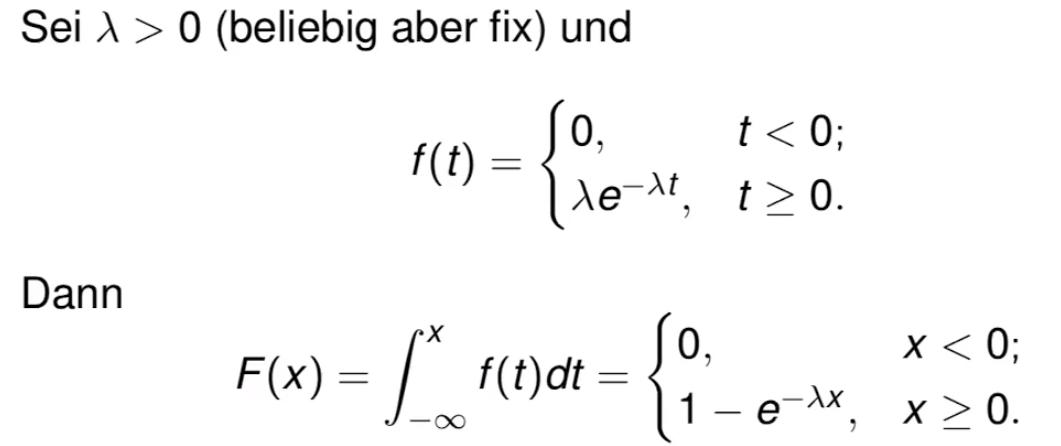 Sei λ > 0 (beliebig aber fix) und
f(t) = { 0, t < 0;
λe^{−λt}, t ≥ 0.
Dann
F(x) = ∫_{−∞}^{x} f(t)dt = { 0, x < 0;
1 − e^{−λx}, x ≥ 0.